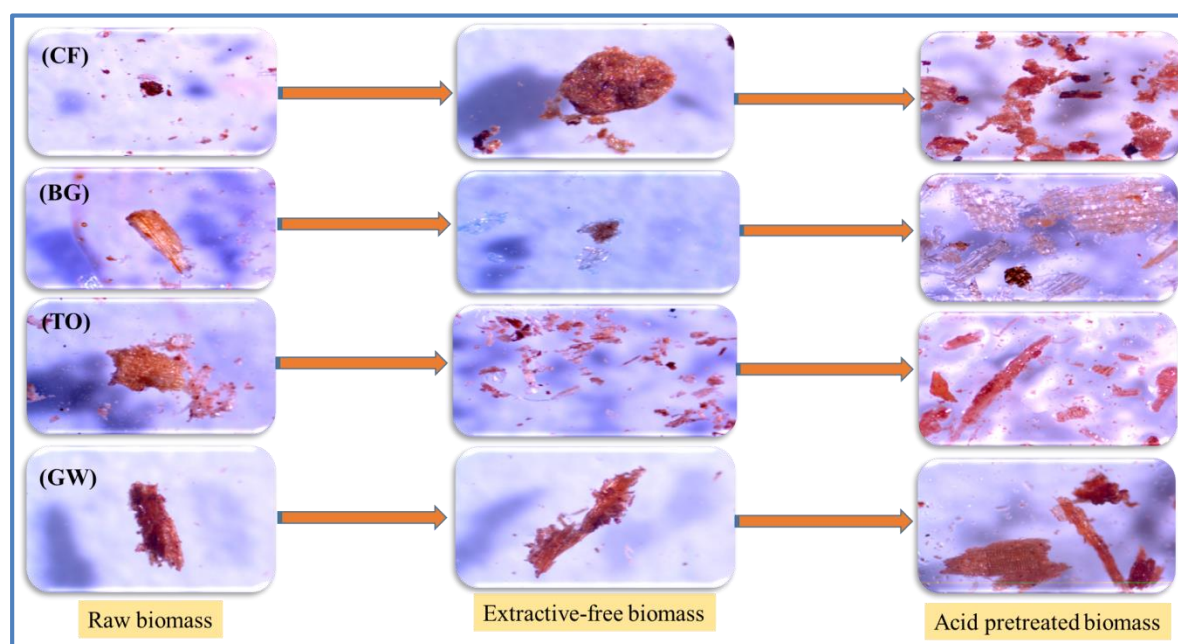 (CF)
(BG)
(TO)
(GW)
Raw biomass
Extractive-free biomass
Acid pretreated biomass